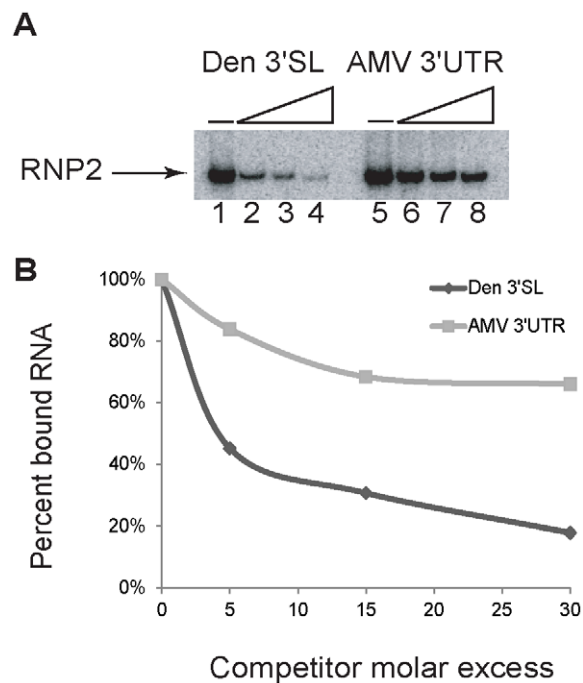 A
Den 3'SL AMV 3'UTR
RNP2
1 2 3 4 5 6 7 8
B
100%
80%
60%
40%
20%
0%
Percent bound RNA
Den 3'SL
AMV 3'UTR
0 5 10 15 20 25 30
Competitor molar excess